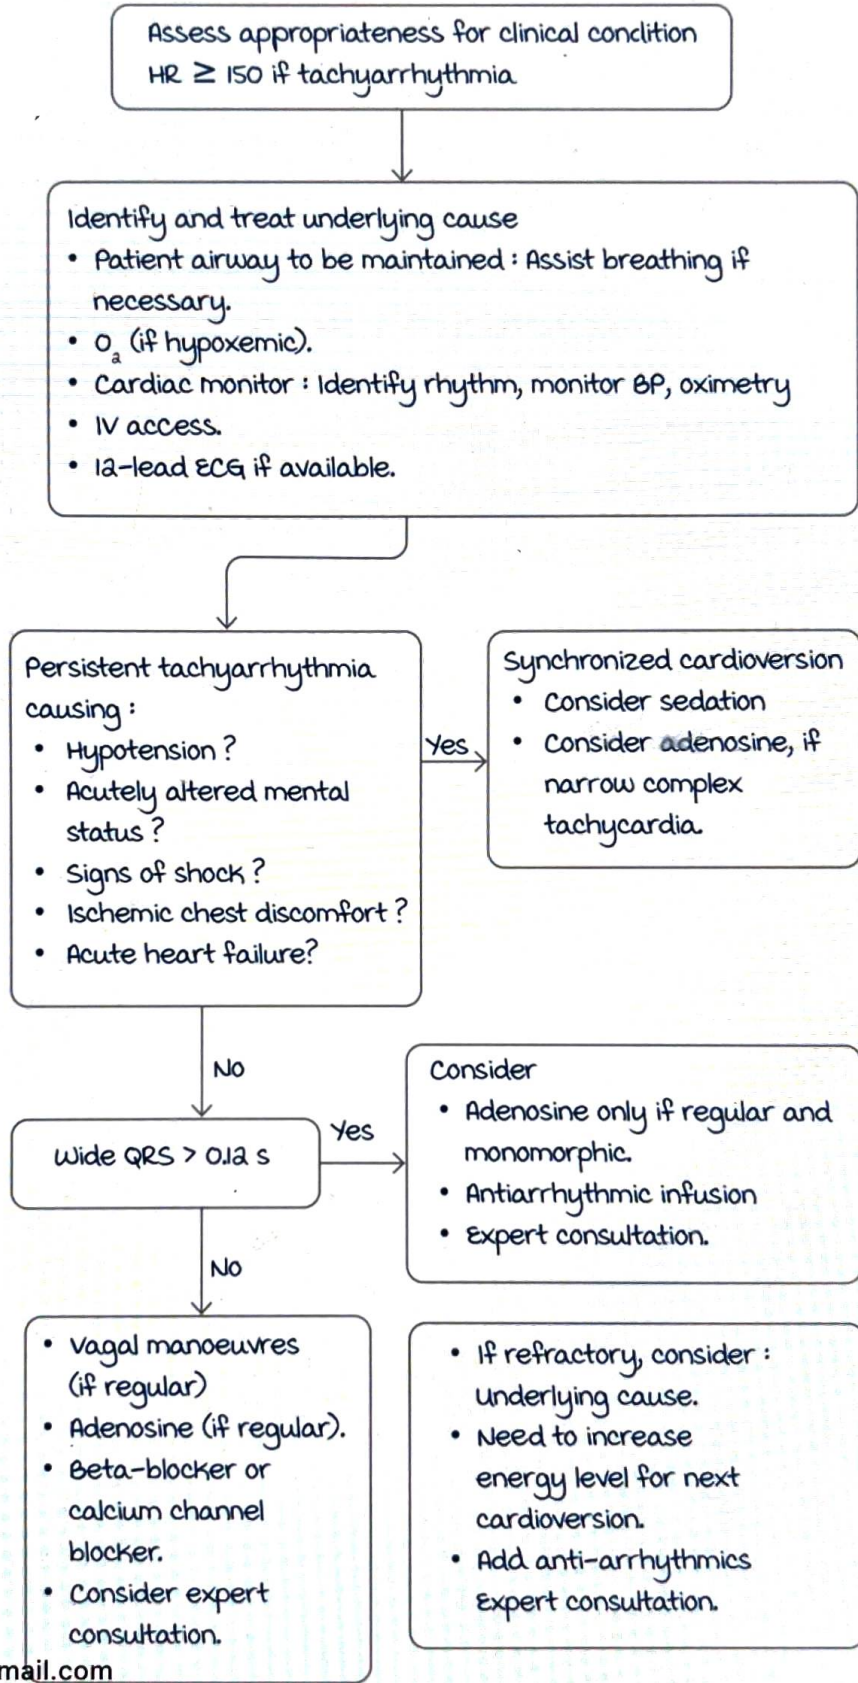 Assess appropriateness for clinical condition
HR ≥ 150 if tachyarrhythmia
Identify and treat underlying cause
• Patient airway to be maintained : Assist breathing if
necessary.
• O₂ (if hypoxemic).
• Cardiac monitor : Identify rhythm, monitor BP, oximetry
• IV access.
• 12-lead ECG if available.
Persistent tachyarrhythmia
causing :
• Hypotension ?
• Acutely altered mental
status ?
• Signs of shock ?
• Ischemic chest discomfort ?
• Acute heart failure?
Yes
Synchronized cardioversion
• Consider sedation
• Consider adenosine, if
narrow complex
tachycardia.
No
Wide QRS > 0.12 s
Yes
Consider
• Adenosine only if regular and
monomorphic.
• Antiarrhythmic infusion
• Expert consultation.
No
• Vagal manoeuvres
(if regular)
• Adenosine (if regular).
• Beta-blocker or
calcium channel
blocker.
• Consider expert
consultation.
• If refractory, consider :
underlying cause.
• Need to increase
energy level for next
cardioversion.
• Add anti-arrhythmics
Expert consultation.
mail.com